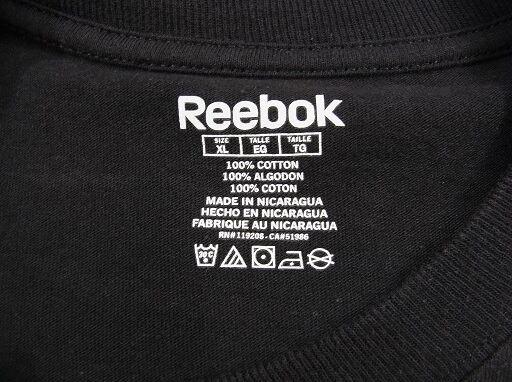 Reebok
SIZE TALLE TAILLE
XL EG TG
100% COTTON
100% ALGODON
100% COTON
MADE IN NICARAGUA
HECHO EN NICARAGUA
FABRIQUE AU NICARAGUA
RN#119208 - CA#51986
30C